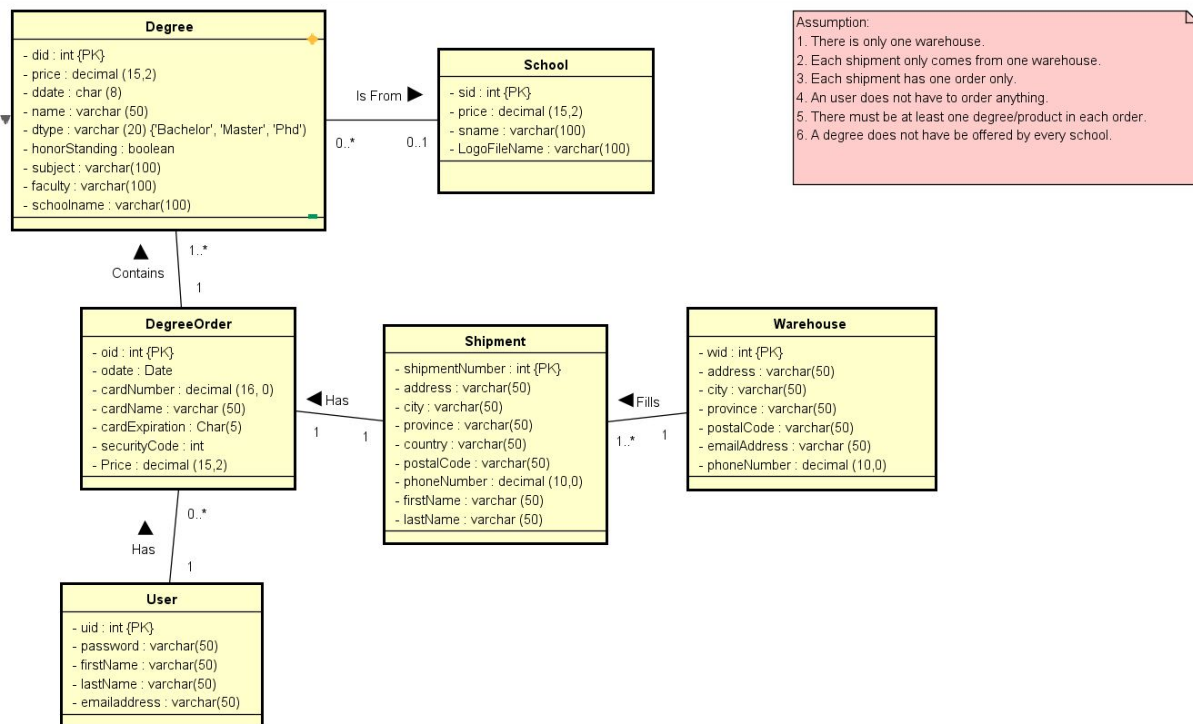 Degree
- did : int {PK}
- price : decimal (15,2)
- ddate : char (8)
- name : varchar (50)
- dtype : varchar (20) {'Bachelor', 'Master', 'Phd')
- honorStanding : boolean
- subject : varchar(100)
- faculty : varchar(100)
- schoolname : varchar(100)
Is From
0..*
0..1
School
- sid : int {PK}
- price : decimal (15,2)
- sname : varchar(100)
- LogoFileName : varchar(100)
Assumption:
1. There is only one warehouse.
2. Each shipment only comes from one warehouse.
3. Each shipment has one order only.
4. An user does not have to order anything.
5. There must be at least one degree/product in each order.
6. A degree does not have be offered by every school.
1..*
Contains
1
DegreeOrder
- oid : int {PK}
- odate : Date
- cardNumber : decimal (16, 0)
- cardName : varchar (50)
- cardExpiration : Char(5)
- securityCode : int
- Price : decimal (15,2)
Has
1
1
Shipment
- shipmentNumber : int {PK}
- address : varchar(50)
- city : varchar(50)
- province : varchar(50)
- country : varchar(50)
- postalCode : varchar(50)
- phoneNumber : decimal (10,0)
- firstName : varchar (50)
- lastName : varchar (50)
Fills
1..*
1
Warehouse
- wid : int {PK}
- address : varchar(50)
- city : varchar(50)
- province : varchar(50)
- postalCode : varchar(50)
- emailAddress : varchar (50)
- phoneNumber : decimal (10,0)
0..*
Has
1
User
- uid : int {PK}
- password : varchar(50)
- firstName : varchar(50)
- lastName : varchar(50)
- emailaddress : varchar(50)